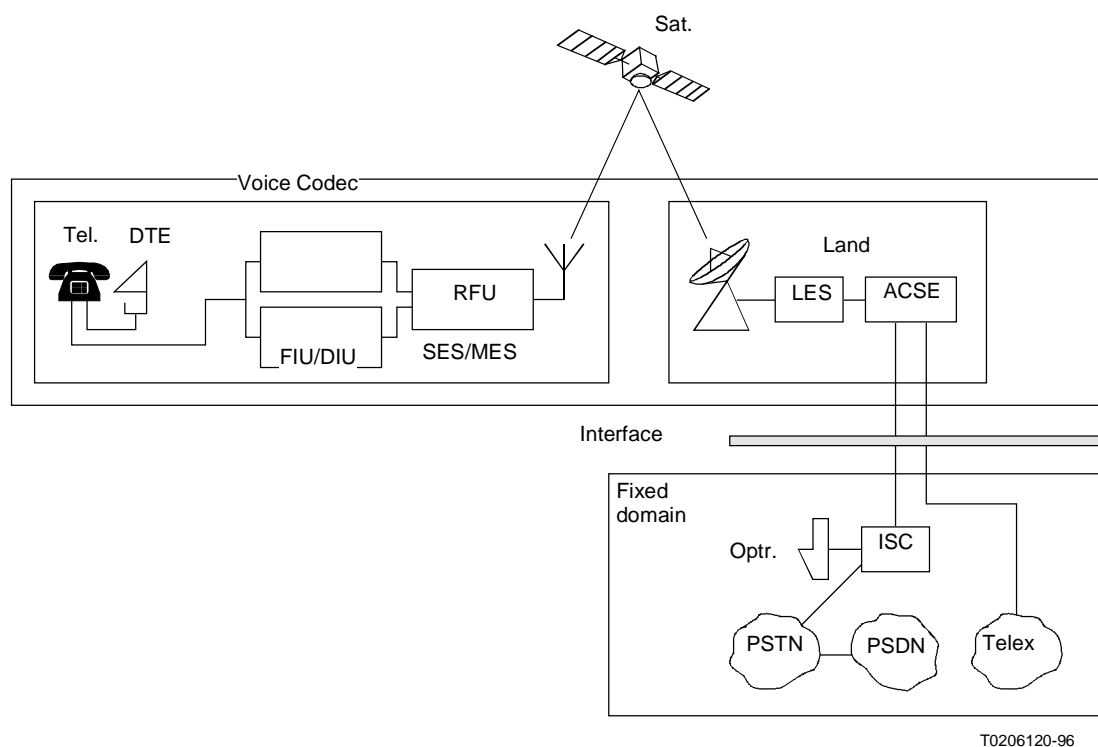 Sat.
Voice Codec
Tel.
DTE
Land
RFU
LES
ACSE
FIU/DIU
SES/MES
Interface
Fixed
domain
Optr.
ISC
PSTN
PSDN
Telex
T0206120-96